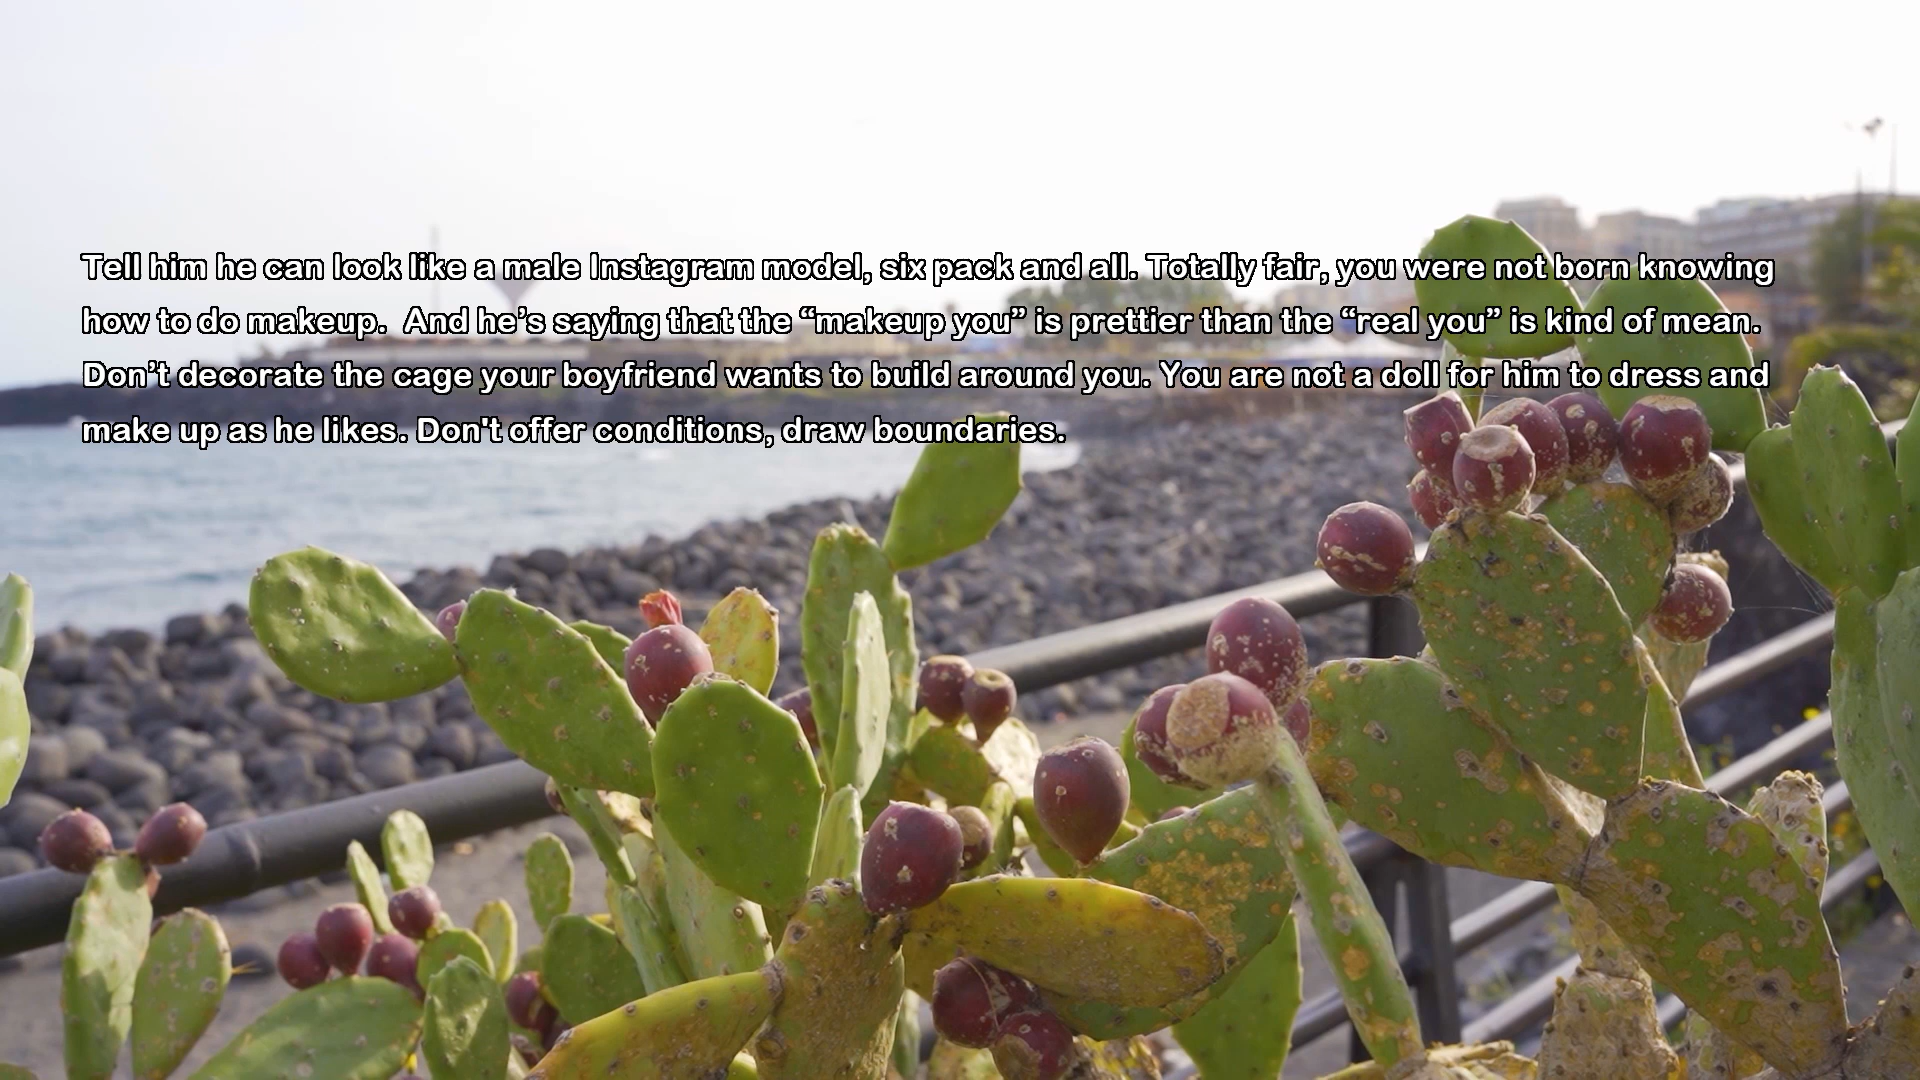 Tell him he can look like a male Instagram model, six pack and all. Totally fair, you were not born knowing
how to do makeup.  And he’s saying that the “makeup you” is prettier than the “real you” is kind of mean.
Don’t decorate the cage your boyfriend wants to build around you. You are not a doll for him to dress and
make up as he likes. Don't offer conditions, draw boundaries.